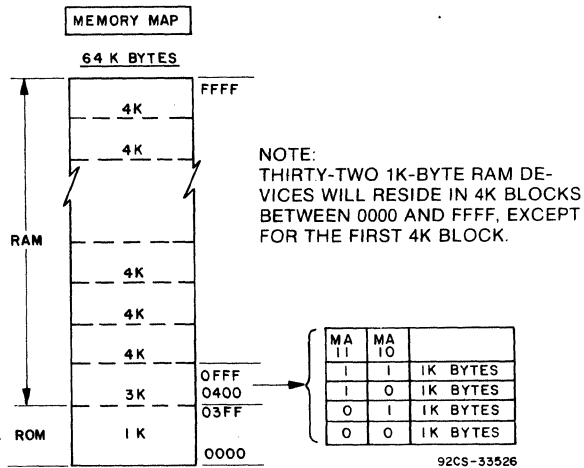 MEMORY MAP
64 K BYTES
FFFF
4K
4K
NOTE:
THIRTY-TWO 1K-BYTE RAM DE-
VICES WILL RESIDE IN 4K BLOCKS
BETWEEN 0000 AND FFFF, EXCEPT
FOR THE FIRST 4K BLOCK.
RAM
4K
4K
4K
0FFF
3K
0400
03FF
ROM
1K
0000
MA 11 MA 10
1 1 1K BYTES
1 0 1K BYTES
0 1 1K BYTES
0 0 1K BYTES
92CS-33526